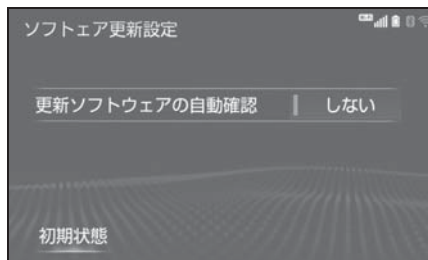 ソフトェア更新設定
更新ソフトウェアの自動確認 しない
初期状態